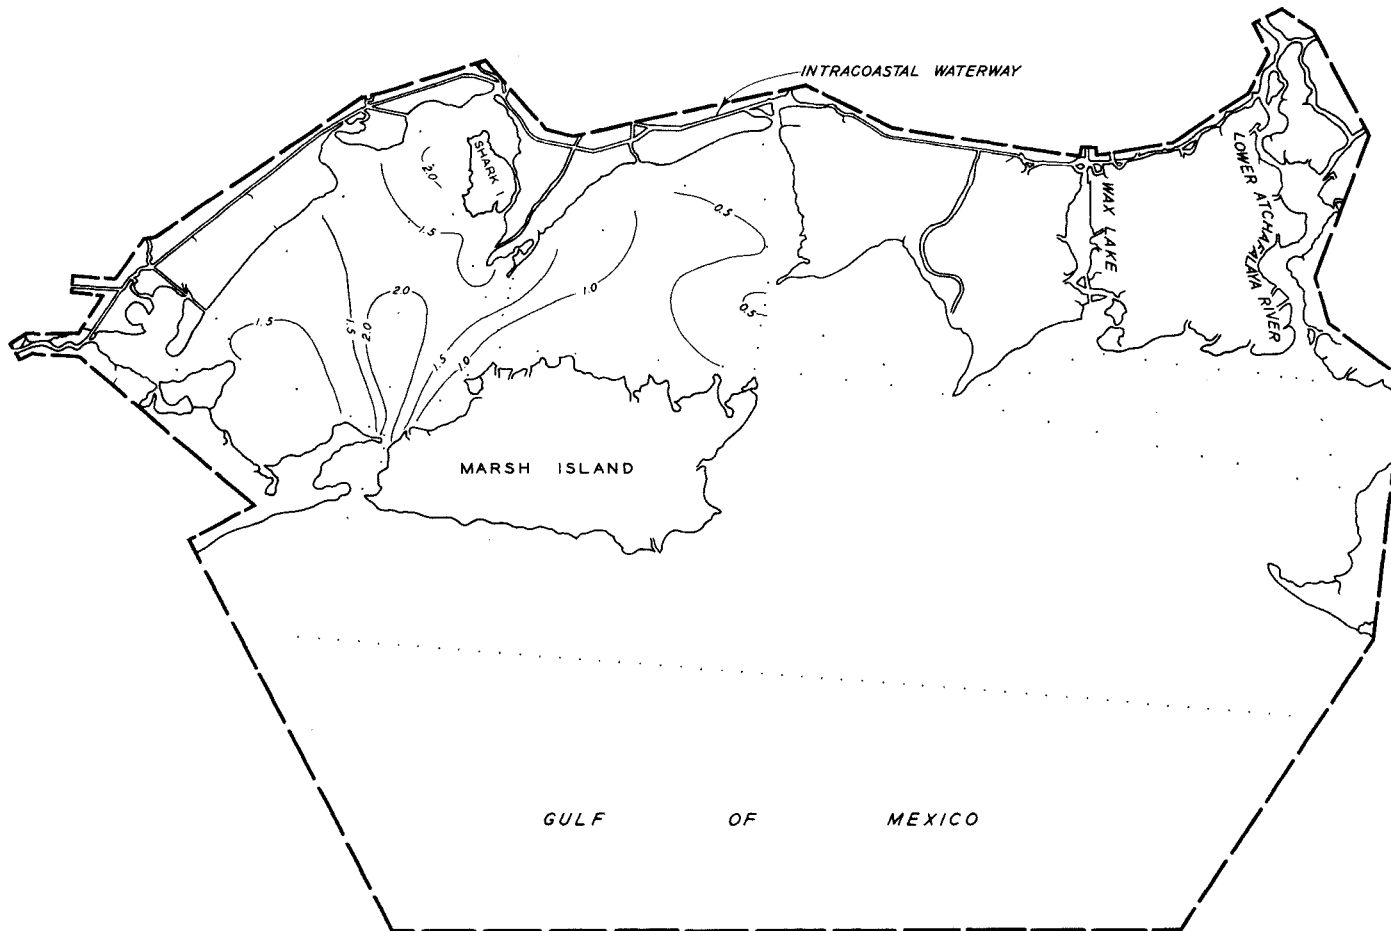 INTRACOASTAL WATERWAY
SHARK I.
2.0
1.5
0.5
LOWER ATCHAFALAYA RIVER
WAX LAKE
2.0
1.0
0.5
1.5
1.5
2.0
1.5
1.0
MARSH ISLAND
GULF OF MEXICO